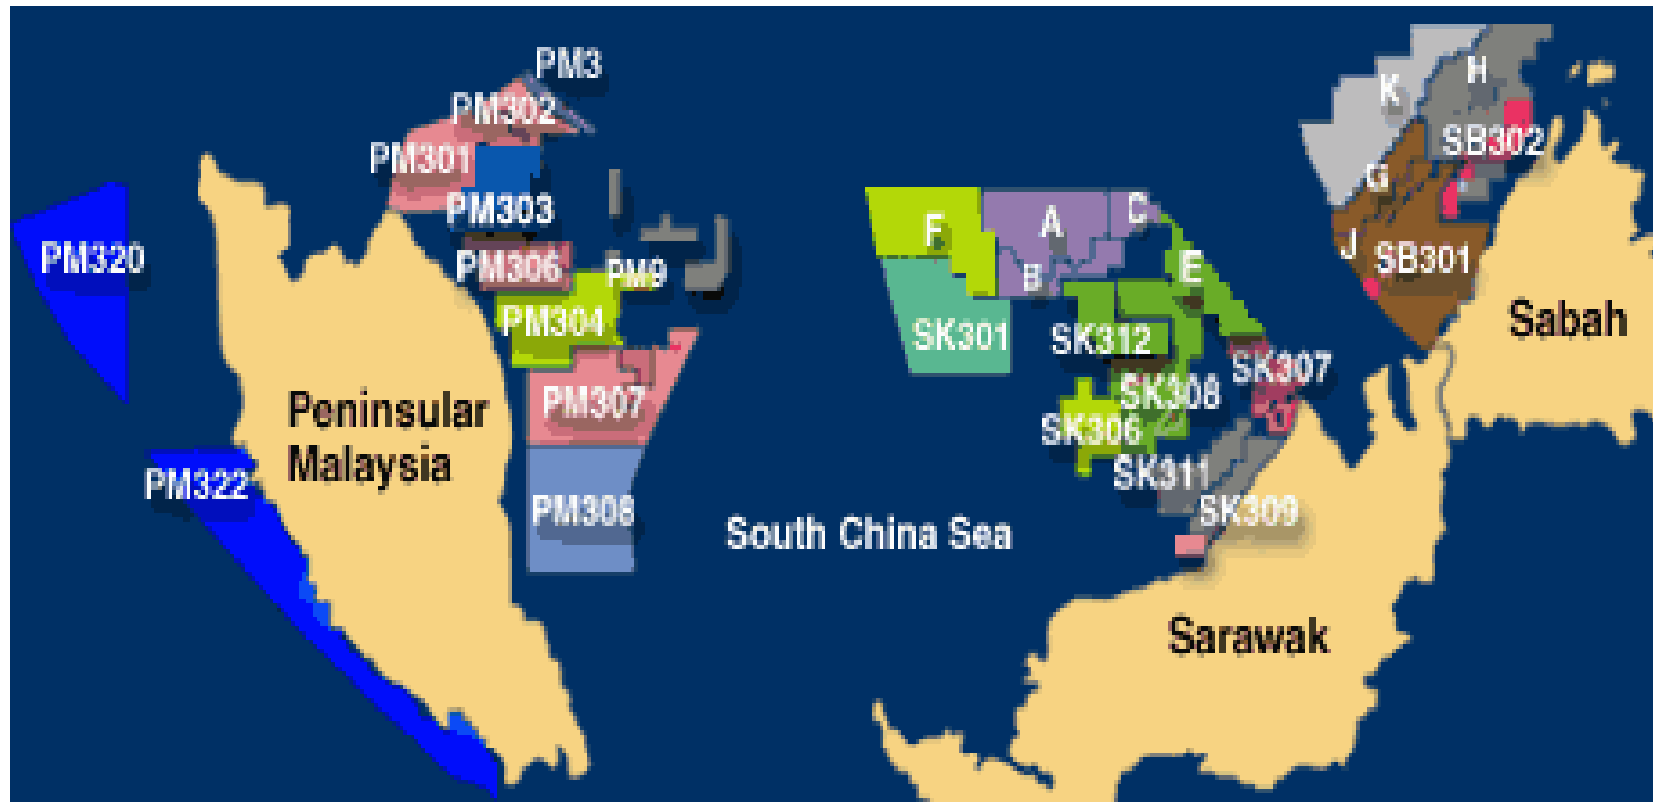 PM3
PM302
PM301
PM303
PM320
PM306
PM9
PM304
Peninsular
Malaysia
PM307
PM322
PM308
South China Sea
K
H
SB302
G
F
A
C
J
SB301
B
E
SK301
SK312
Sabah
SK307
SK308
SK306
SK311
SK309
Sarawak